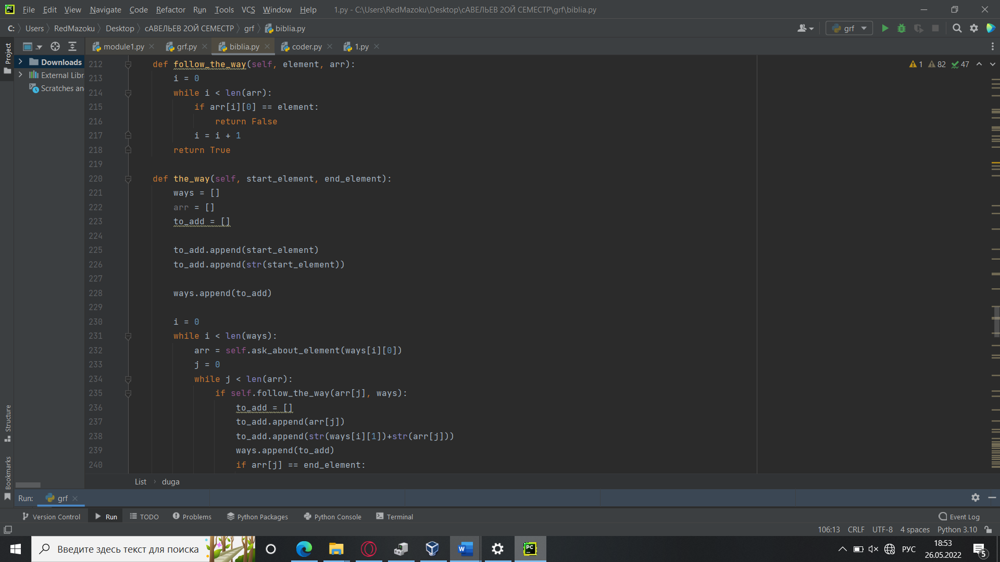 File Edit View Navigate Code Refactor Run Tools VCS Window Help 1.py - C:\Users\RedMazoku\Desktop\сАВЕЛЬЕВ 2ОЙ СЕМЕСТР\grf\biblia.py
C: Users RedMazoku Desktop сАВЕЛЬЕВ 2ОЙ СЕМЕСТР grf biblia.py grf
Project
module1.py grf.py biblia.py coder.py 1.py
Downloads
External Libr
Scratches an
1 82 47
212 def follow_the_way(self, element, arr):
213 i = 0
214 while i < len(arr):
215 if arr[i][0] == element:
216 return False
217 i = i + 1
218 return True
219
220 def the_way(self, start_element, end_element):
221 ways = []
222 arr = []
223 to_add = []
224
225 to_add.append(start_element)
226 to_add.append(str(start_element))
227
228 ways.append(to_add)
229
230 i = 0
231 while i < len(ways):
232 arr = self.ask_about_element(ways[i][0])
233 j = 0
234 while j < len(arr):
235 if self.follow_the_way(arr[j], ways):
236 to_add = []
237 to_add.append(arr[j])
238 to_add.append(str(ways[i][1])+str(arr[j]))
239 ways.append(to_add)
240 if arr[j] == end_element:
Structure
Bookmarks
List duga
Run: grf
Version Control Run TODO Problems Python Packages Python Console Terminal Event Log
106:13 CRLF UTF-8 4 spaces Python 3.10
Введите здесь текст для поиска
РУС
18:53
26.05.2022
5